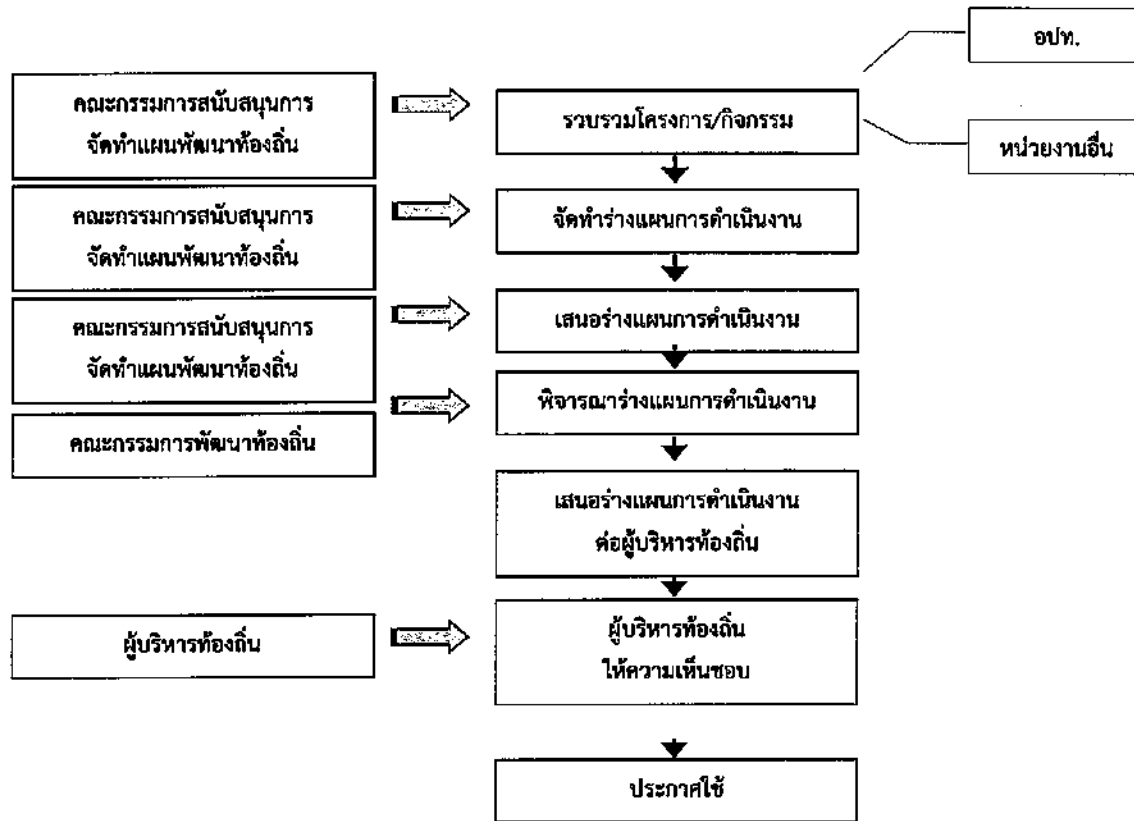 อปท.
คณะกรรมการสนับสนุนการ
จัดทำแผนพัฒนาท้องถิ่น
รวบรวมโครงการ/กิจกรรม
หน่วยงานอื่น
คณะกรรมการสนับสนุนการ
จัดทำแผนพัฒนาท้องถิ่น
จัดทำร่างแผนการดำเนินงาน
คณะกรรมการสนับสนุนการ
จัดทำแผนพัฒนาท้องถิ่น
เสนอร่างแผนการดำเนินงาน
พิจารณาร่างแผนการดำเนินงาน
คณะกรรมการพัฒนาท้องถิ่น
เสนอร่างแผนการดำเนินงาน
ต่อผู้บริหารท้องถิ่น
ผู้บริหารท้องถิ่น
ผู้บริหารท้องถิ่น
ให้ความเห็นชอบ
ประกาศใช้